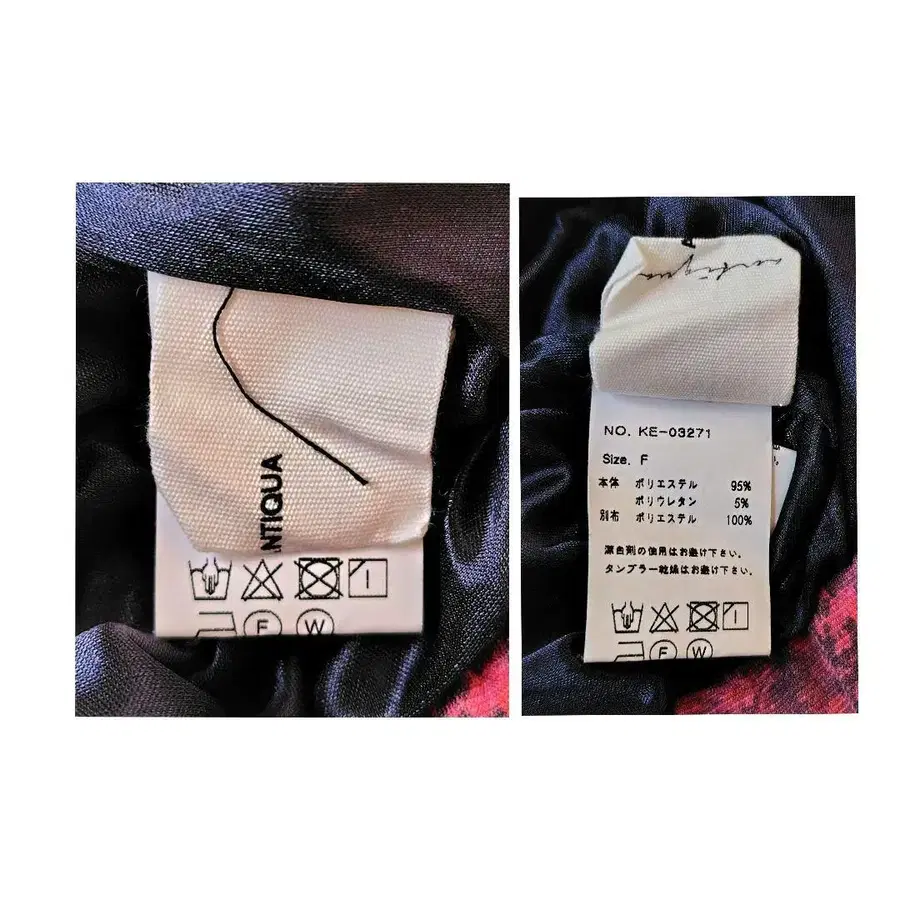 NTIQUA
F
W
antiqua
NO. KE-03271
Size. F
本体 ポリエステル 95%
ポリウレタン 5%
別布 ポリエステル 100%
漂白剤の使用はお避け下さい。
タンブラー乾燥はお避け下さい。
F
W